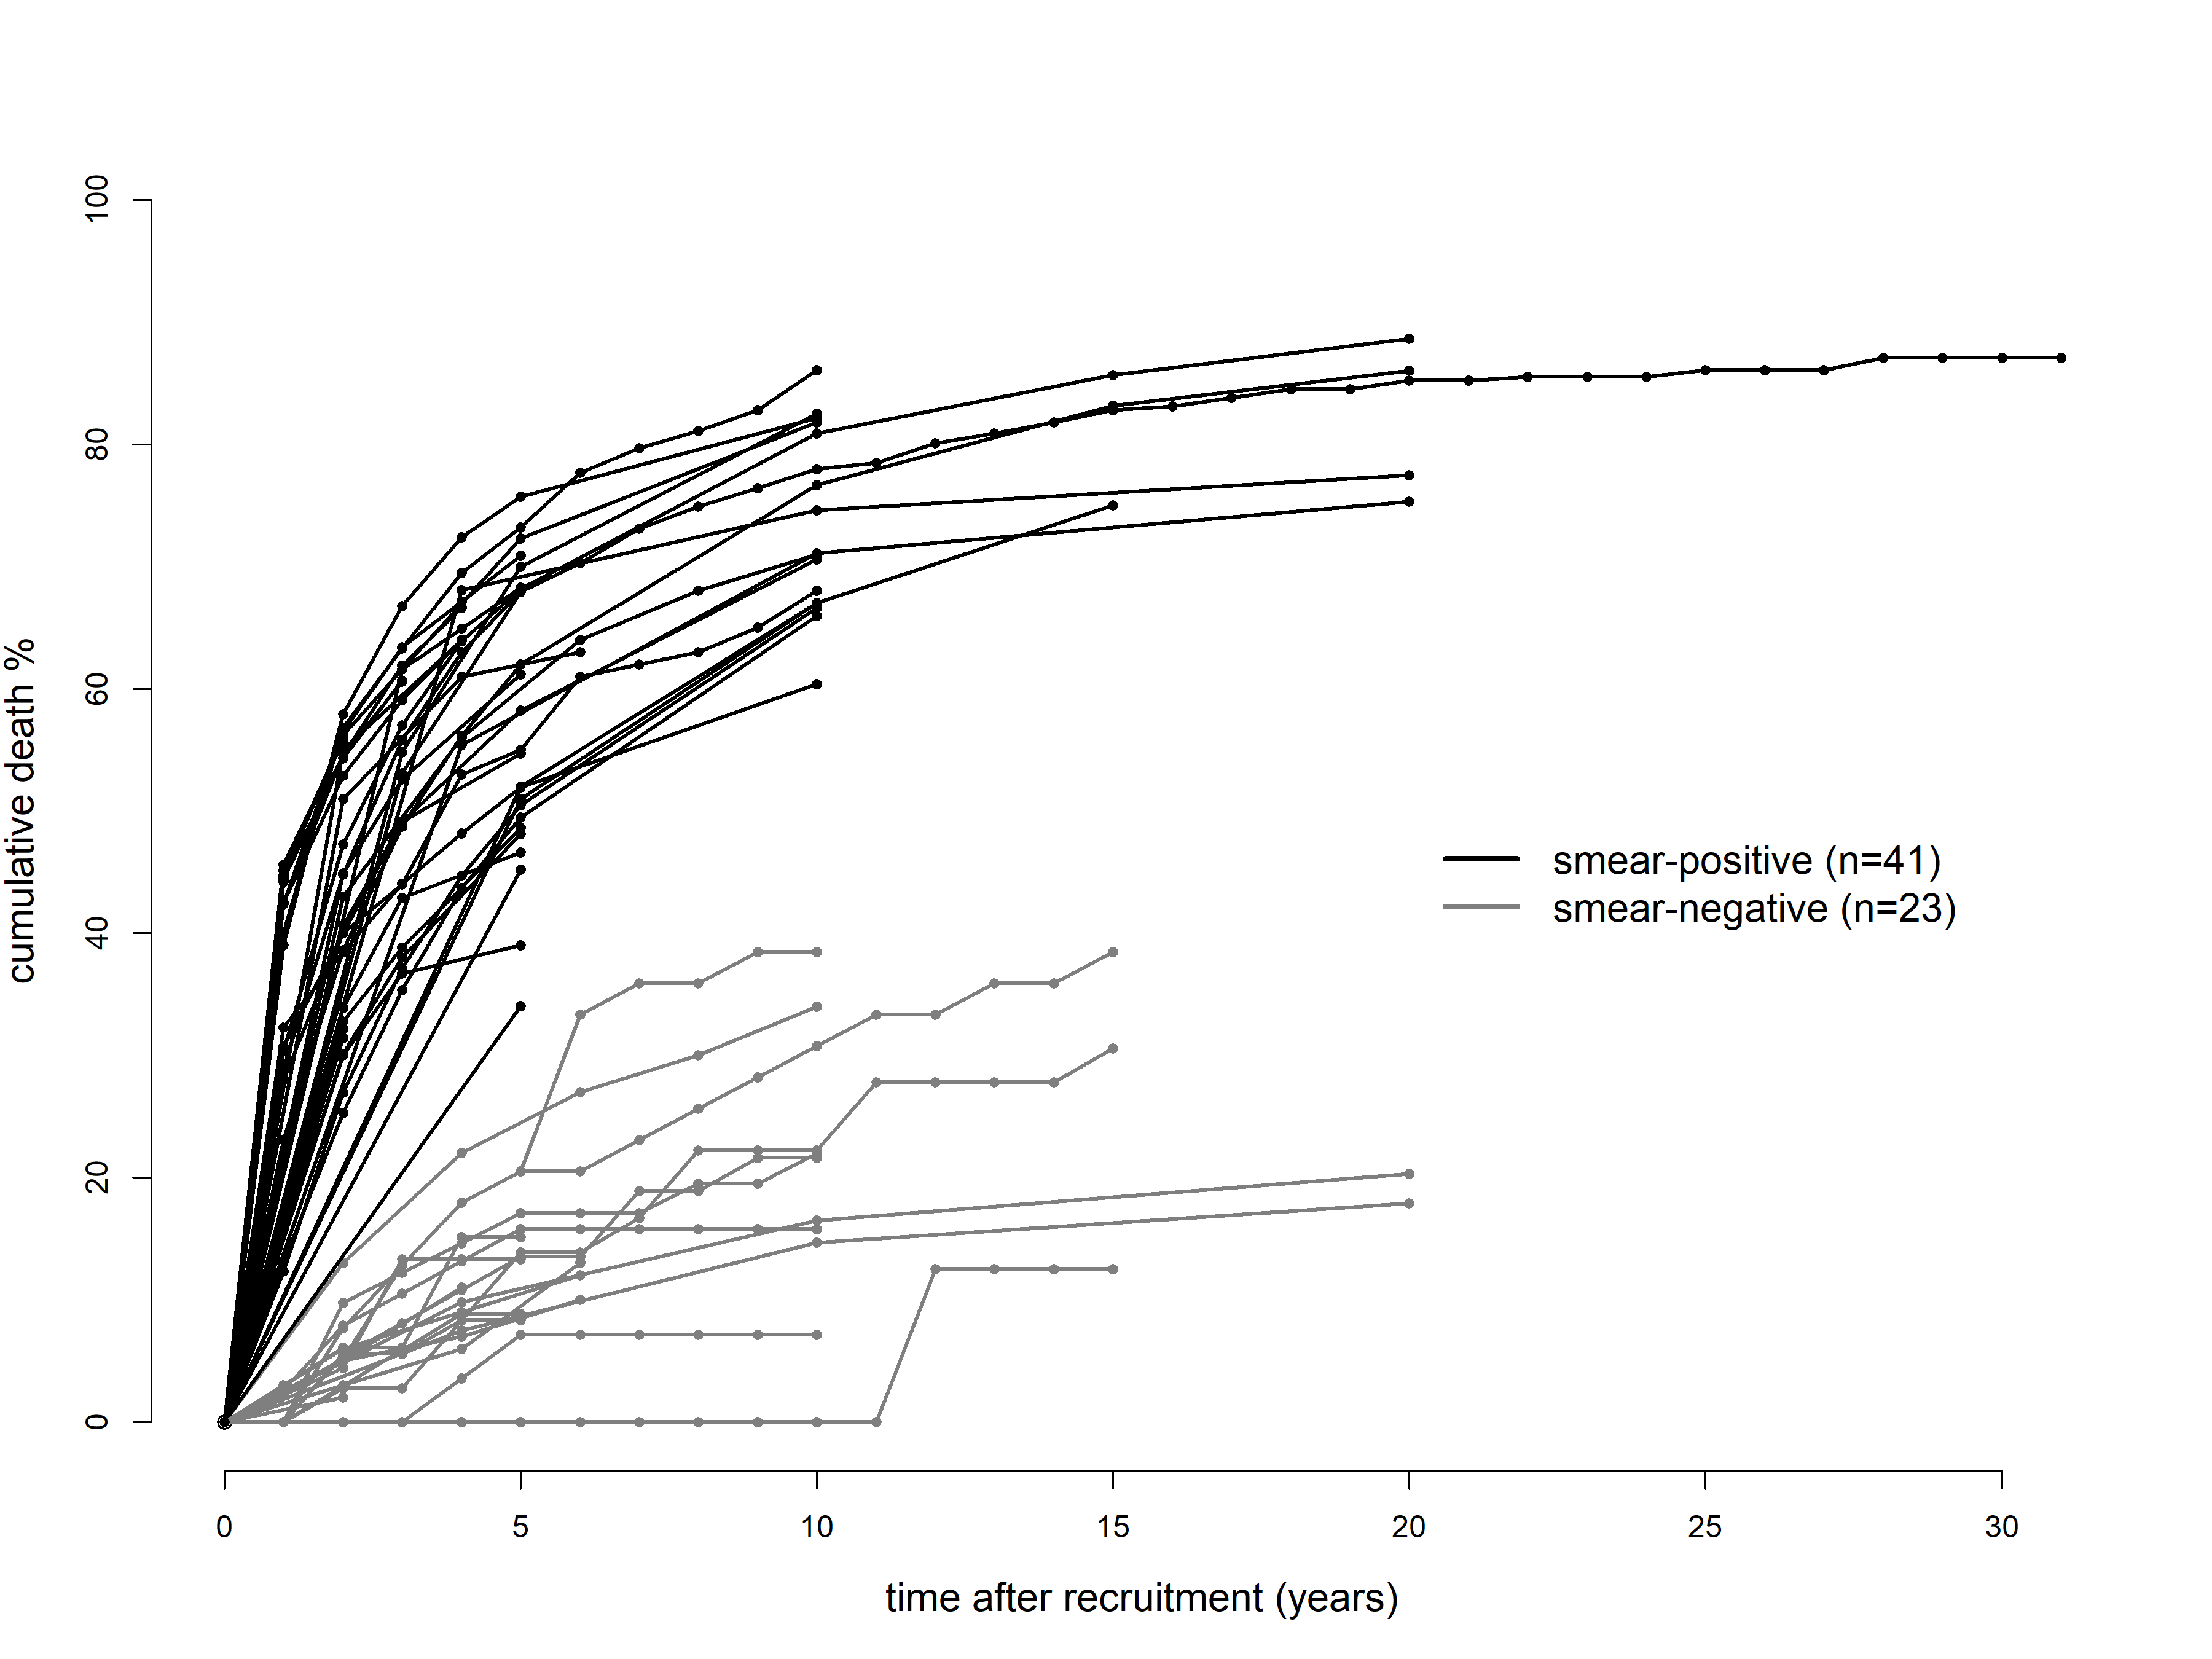 100
80
60
40
20
0
cumulative death %
smear-positive (n=41)
smear-negative (n=23)
0 5 10 15 20 25 30
time after recruitment (years)